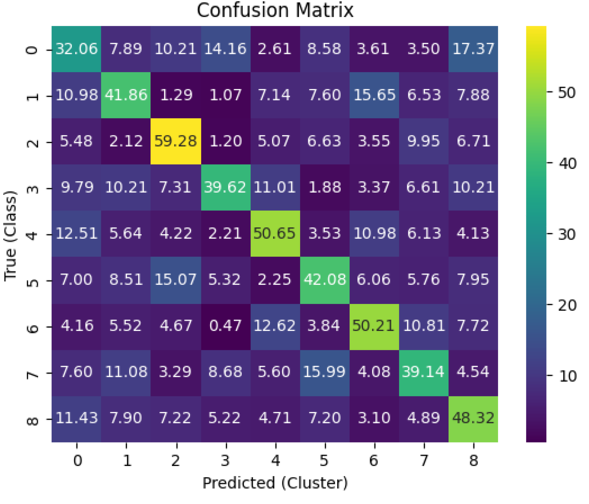 Confusion Matrix
0 32.06 7.89 10.21 14.16 2.61 8.58 3.61 3.50 17.37
1 10.98 41.86 1.29 1.07 7.14 7.60 15.65 6.53 7.88
2 5.48 2.12 59.28 1.20 5.07 6.63 3.55 9.95 6.71
3 9.79 10.21 7.31 39.62 11.01 1.88 3.37 6.61 10.21
4 12.51 5.64 4.22 2.21 50.65 3.53 10.98 6.13 4.13
5 7.00 8.51 15.07 5.32 2.25 42.08 6.06 5.76 7.95
6 4.16 5.52 4.67 0.47 12.62 3.84 50.21 10.81 7.72
7 7.60 11.08 3.29 8.68 5.60 15.99 4.08 39.14 4.54
8 11.43 7.90 7.22 5.22 4.71 7.20 3.10 4.89 48.32
0 1 2 3 4 5 6 7 8
Predicted (Cluster)
True (Class)
50
40
30
20
10